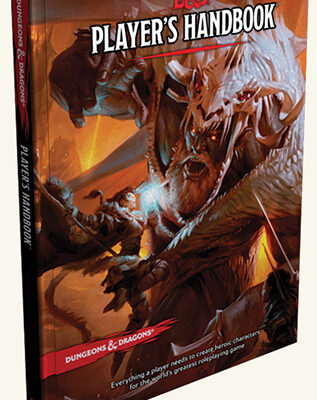 D&D
PLAYER'S HANDBOOK
DUNGEONS & DRAGONS®
PLAYER'S HANDBOOK™
DUNGEONS & DRAGONS®
Everything a player needs to create heroic characters
for the world's greatest roleplaying game